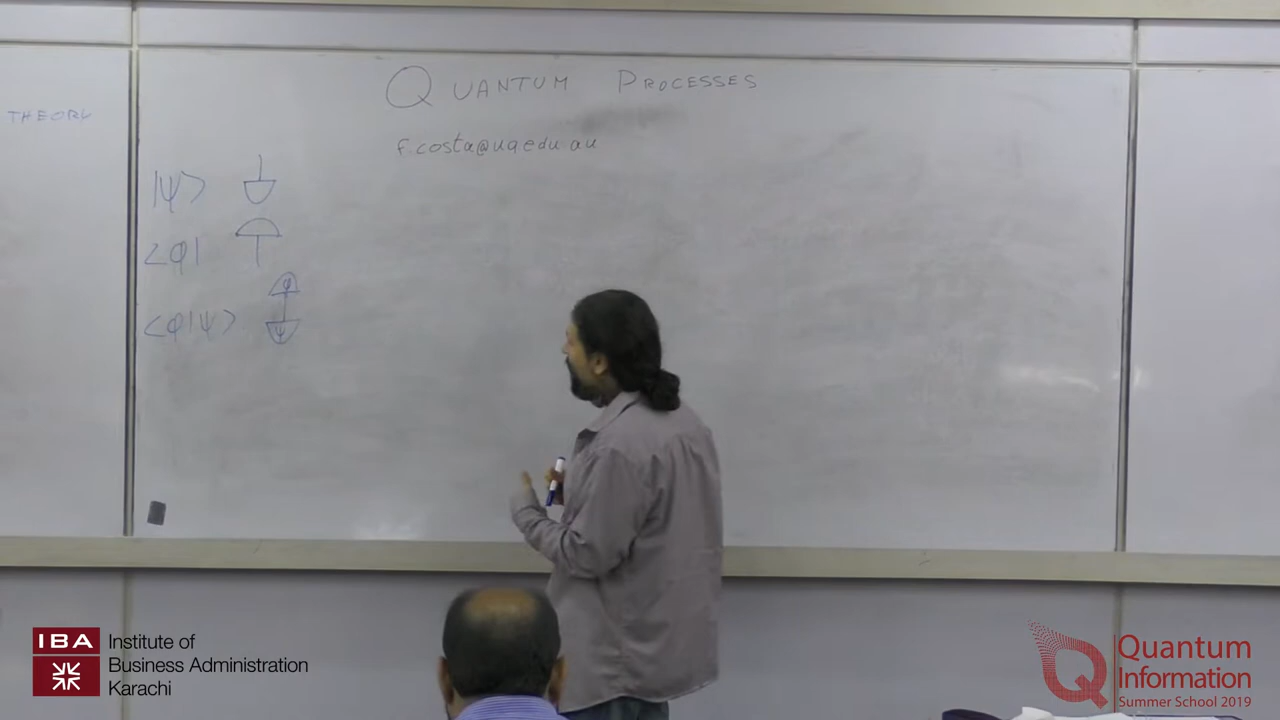 QUANTUM PROCESSES
THEORY
f.costa@uq.edu.au
|ψ>
<φ|
φ
<φ|ψ>
ψ
IBA
Institute of
Business Administration
Karachi
Quantum
Information
Summer School 2019